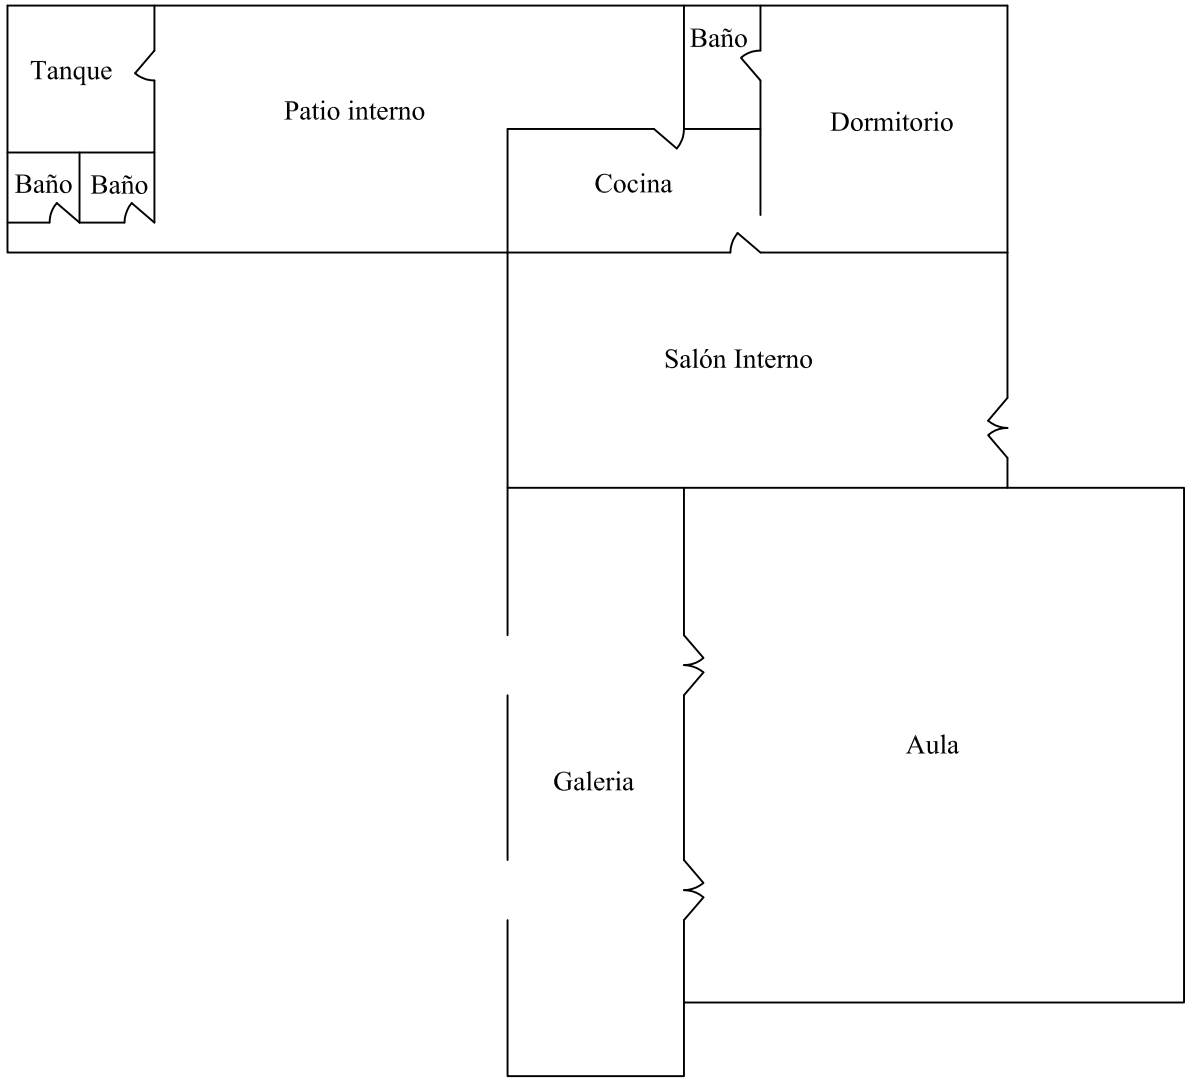 Baño
Tanque
Patio interno
Dormitorio
Baño
Baño
Cocina
Salón Interno
Aula
Galeria